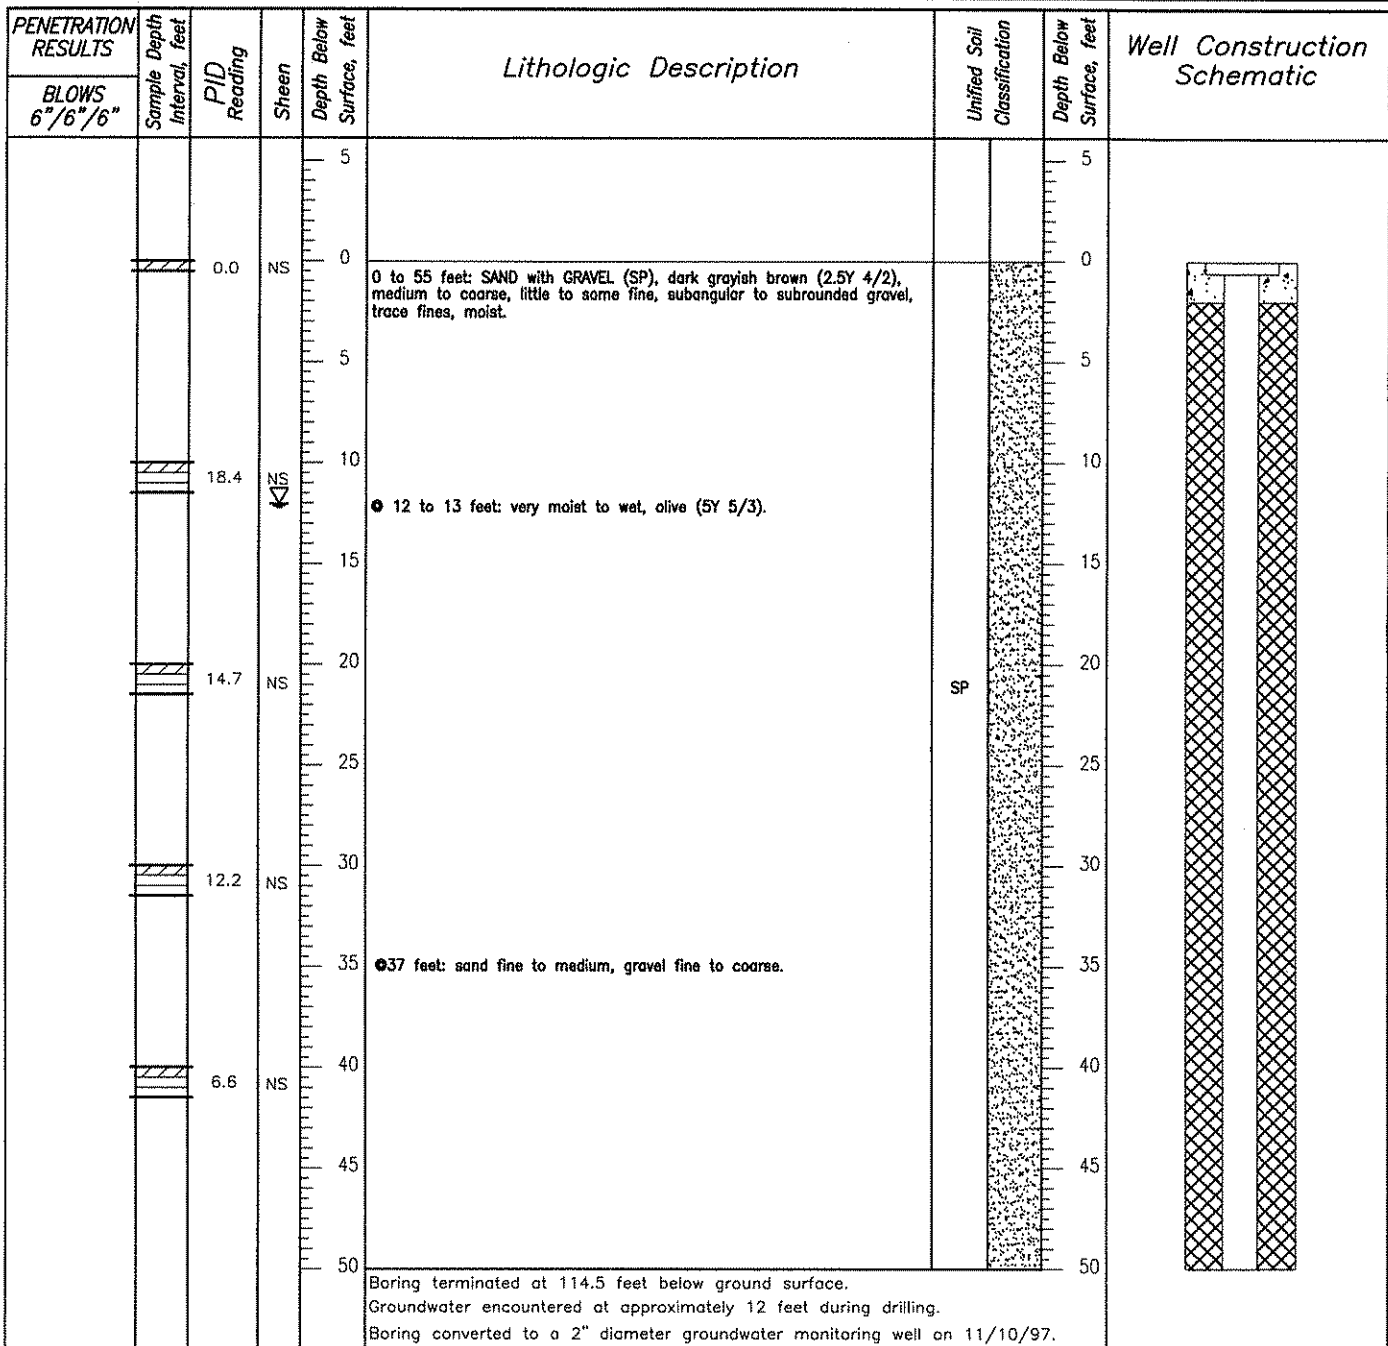 PENETRATION
RESULTS
BLOWS
6"/6"/6"
Sample Depth
Interval, feet
PID
Reading
Sheen
Depth Below
Surface, feet
Lithologic Description
Unified Soil
Classification
Depth Below
Surface, feet
Well Construction
Schematic
5
5
0.0
NS
0
0
0 to 55 feet: SAND with GRAVEL (SP), dark grayish brown (2.5Y 4/2),
medium to coarse, little to some fine, subangular to subrounded gravel,
trace fines, moist.
5
5
10
10
18.4
NS
12 to 13 feet: very moist to wet, olive (5Y 5/3).
15
15
20
20
14.7
NS
SP
25
25
30
30
12.2
NS
35
37 feet: sand fine to medium, gravel fine to coarse.
35
40
40
6.6
NS
45
45
50
50
Boring terminated at 114.5 feet below ground surface.
Groundwater encountered at approximately 12 feet during drilling.
Boring converted to a 2" diameter groundwater monitoring well on 11/10/97.